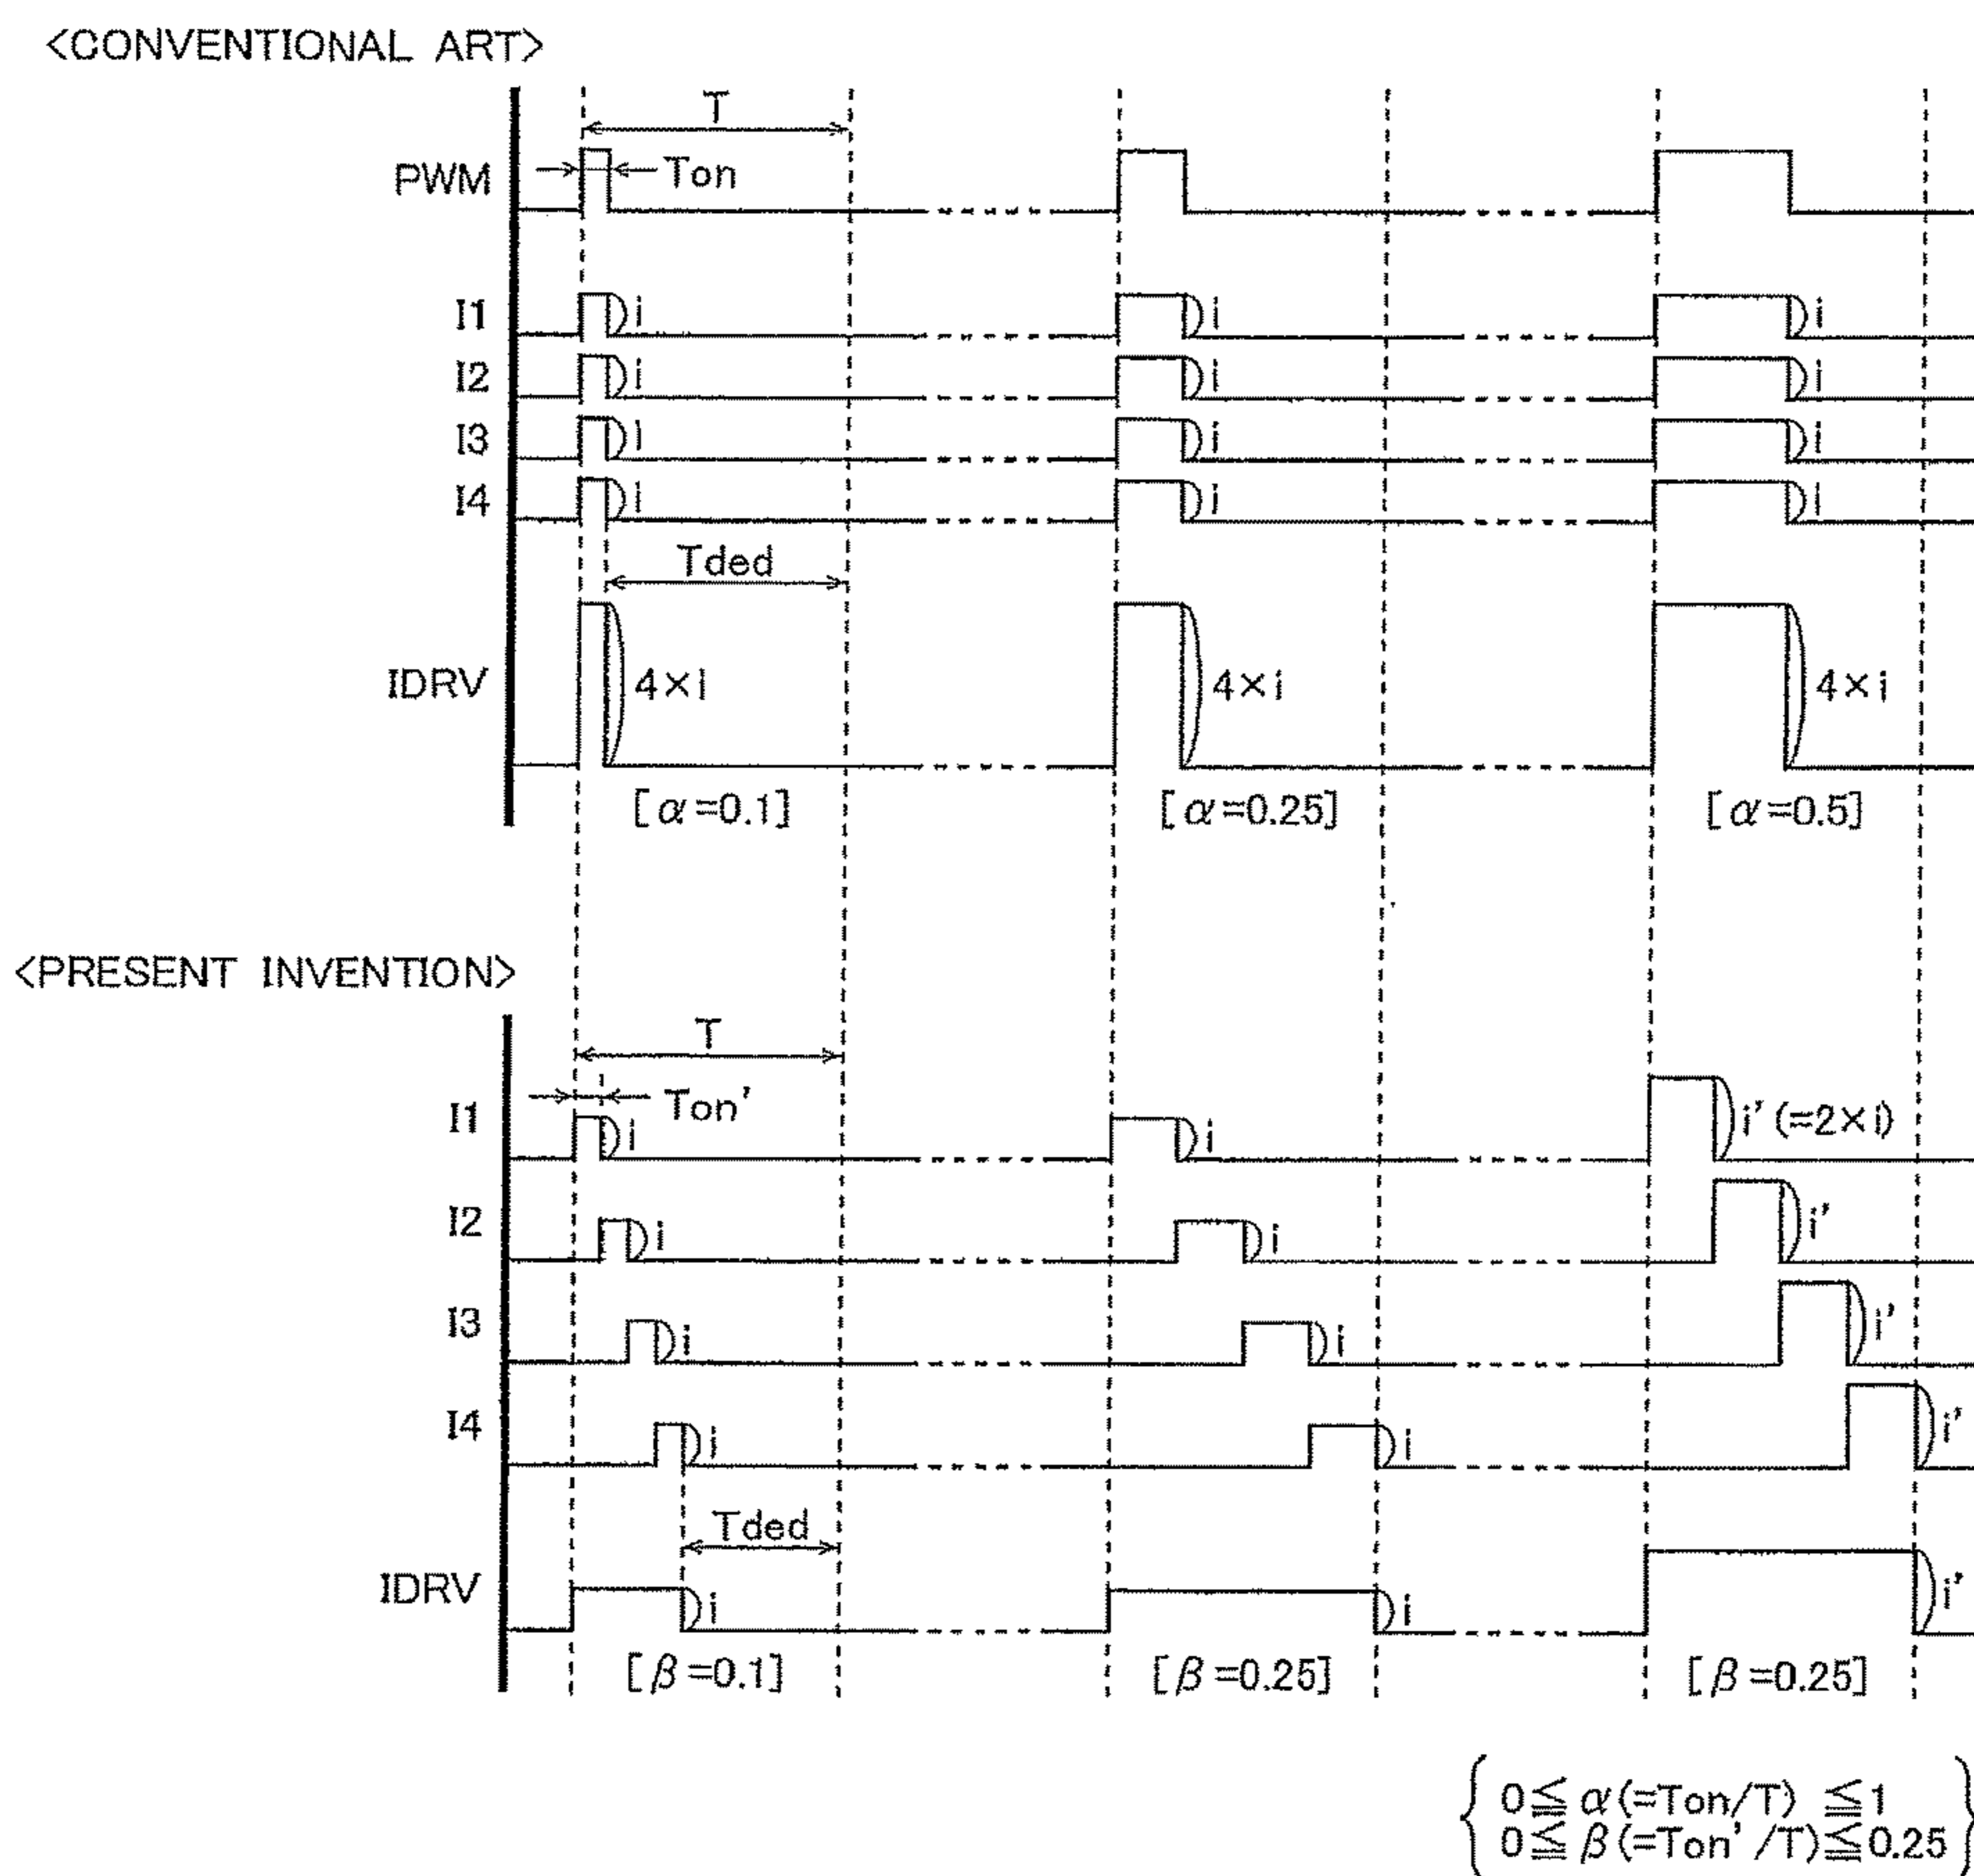 <CONVENTIONAL ART>
T
PWM
Ton
I1 i i i
I2 i i i
I3 i i i
I4 i i i
Tded
IDRV 4×i 4×i 4×i
[α=0.1] [α=0.25] [α=0.5]
<PRESENT INVENTION>
T
Ton'
I1 i i i' (=2×i)
I2 i i i'
I3 i i i'
I4 i i i'
Tded
IDRV i i i'
[β=0.1] [β=0.25] [β=0.25]
0≦α(=Ton/T) ≦1
0≦β(=Ton'/T)≦0.25